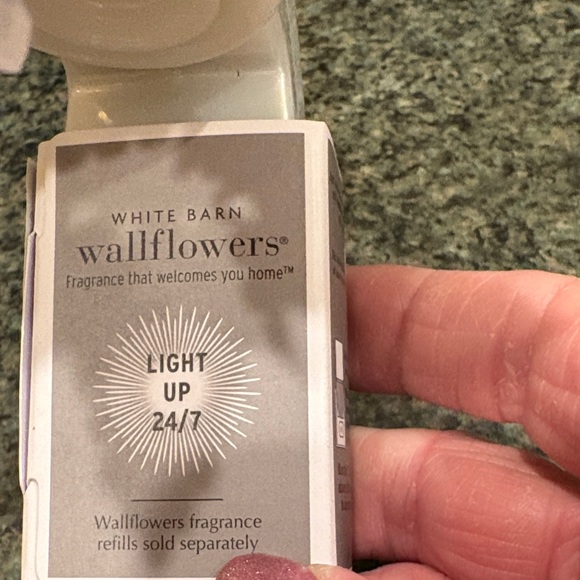 WHITE BARN
wallflowers®
Fragrance that welcomes you home™
LIGHT
UP
24/7
Wallflowers fragrance
refills sold separately